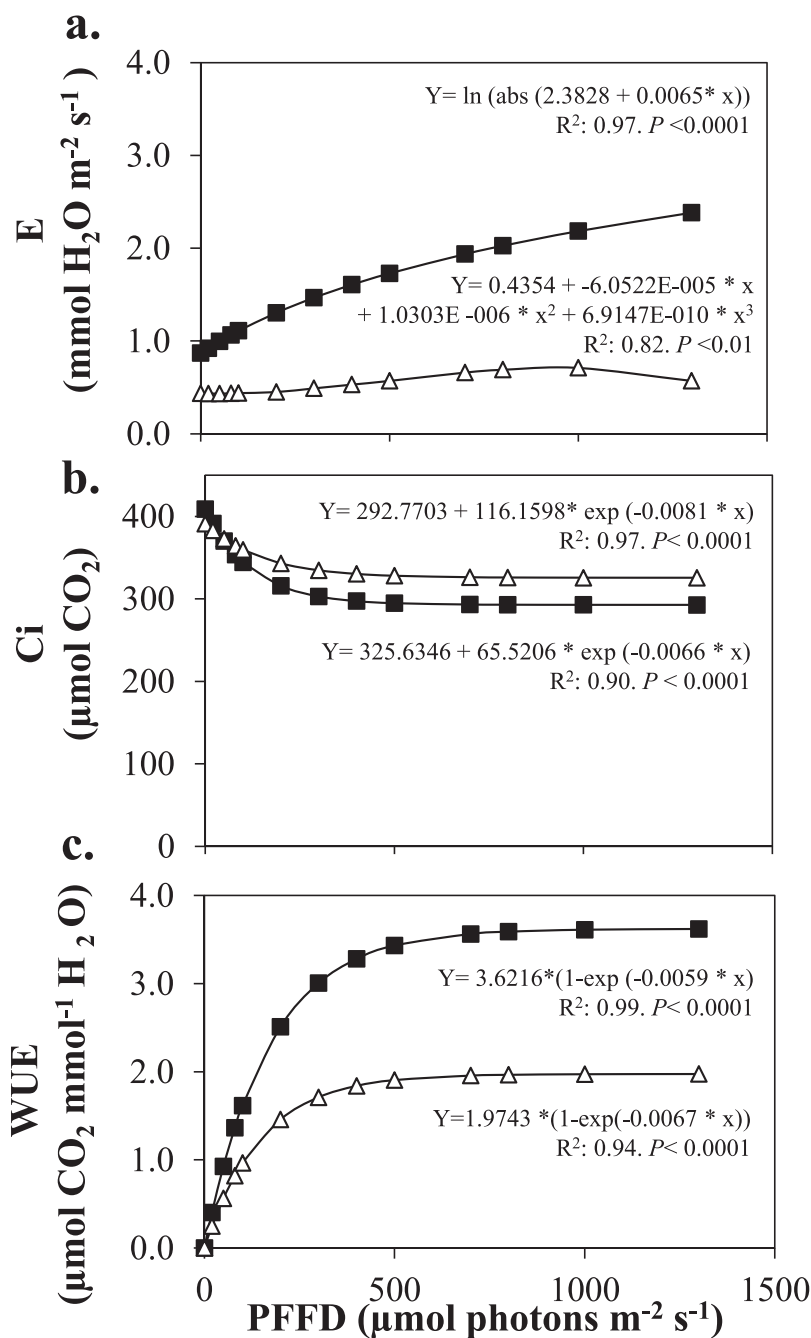 a.
E
(mmol H₂O m⁻² s⁻¹)
4.0
3.0
2.0
1.0
0.0
Y= ln (abs (2.3828 + 0.0065* x))
R²: 0.97. P <0.0001
Y= 0.4354 + -6.0522E-005 * x
+ 1.0303E -006 * x² + 6.9147E-010 * x³
R²: 0.82. P <0.01
b.
Ci
(µmol CO₂)
400
300
200
100
0
Y= 292.7703 + 116.1598* exp (-0.0081 * x)
R²: 0.97. P< 0.0001
Y= 325.6346 + 65.5206 * exp (-0.0066 * x)
R²: 0.90. P < 0.0001
c.
WUE
(µmol CO₂ mmol⁻¹ H ₂ O)
4.0
3.0
2.0
1.0
0.0
Y= 3.6216*(1-exp (-0.0059 * x)
R²: 0.99. P< 0.0001
Y=1.9743 *(1-exp(-0.0067 * x))
R²: 0.94. P< 0.0001
0 500 1000 1500
PFFD (µmol photons m⁻² s⁻¹)